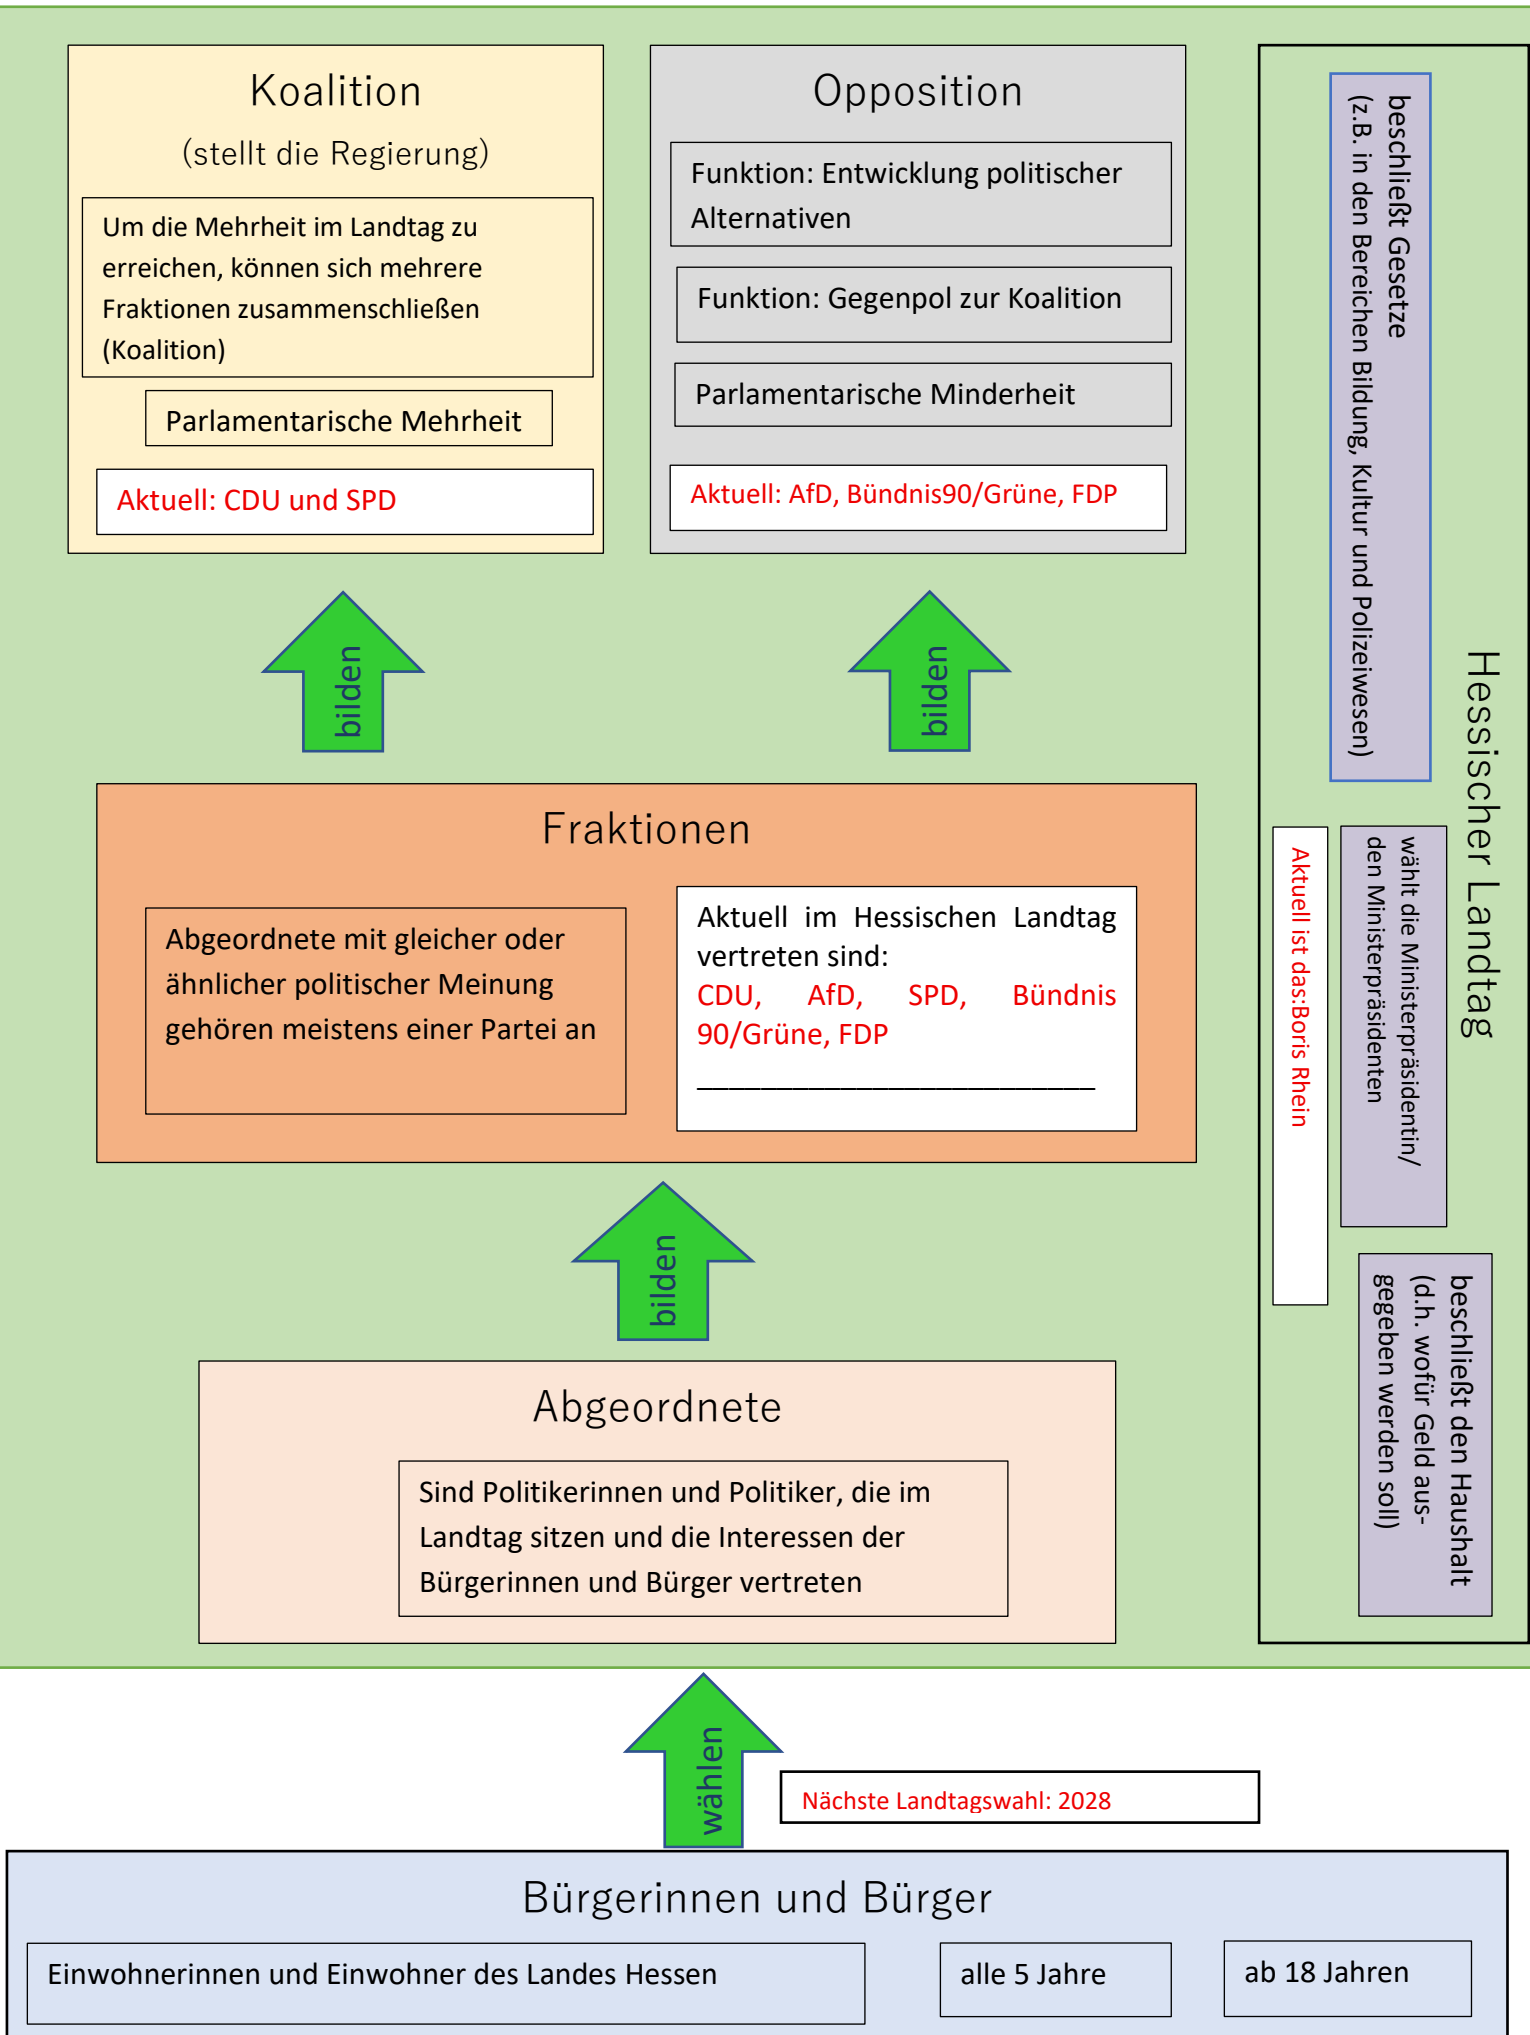 Koalition
(stellt die Regierung)
Um die Mehrheit im Landtag zu
erreichen, können sich mehrere
Fraktionen zusammenschließen
(Koalition)
Parlamentarische Mehrheit
Aktuell: CDU und SPD
Opposition
Funktion: Entwicklung politischer
Alternativen
Funktion: Gegenpol zur Koalition
Parlamentarische Minderheit
Aktuell: AfD, Bündnis90/Grüne, FDP
bilden
bilden
Fraktionen
Abgeordnete mit gleicher oder
ähnlicher politischer Meinung
gehören meistens einer Partei an
Aktuell im Hessischen Landtag
vertreten sind:
CDU, AfD, SPD, Bündnis
90/Grüne, FDP
bilden
Abgeordnete
Sind Politikerinnen und Politiker, die im
Landtag sitzen und die Interessen der
Bürgerinnen und Bürger vertreten
Hessischer Landtag
beschließt Gesetze
(z.B. in den Bereichen Bildung, Kultur und Polizeiwesen)
wählt die Ministerpräsidentin/
den Ministerpräsidenten
Aktuell ist das:Boris Rhein
beschließt den Haushalt
(d.h. wofür Geld aus-
gegeben werden soll)
wählen
Nächste Landtagswahl: 2028
Bürgerinnen und Bürger
Einwohnerinnen und Einwohner des Landes Hessen
alle 5 Jahre
ab 18 Jahren